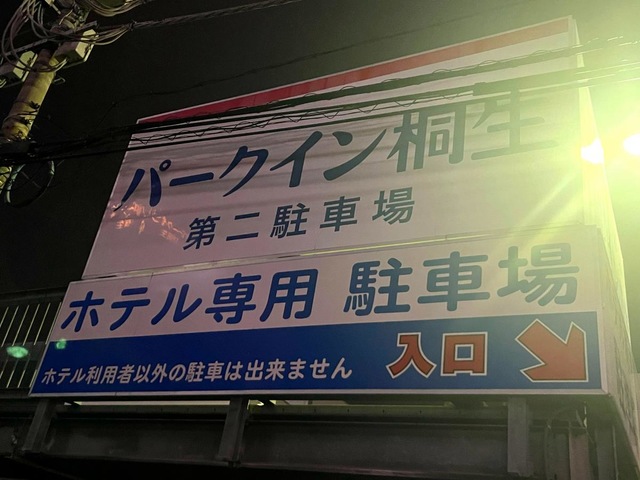 パークイン桐生
第二駐車場
ホテル専用 駐車場
ホテル利用者以外の駐車は出来ません 入口